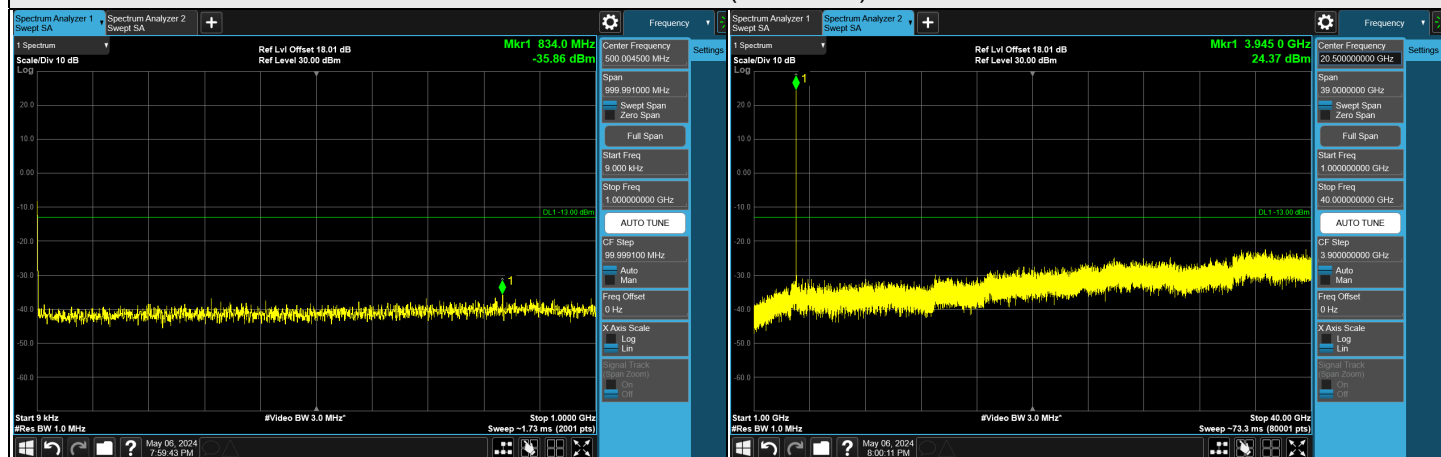 Spectrum Analyzer 1
Swept SA
Spectrum Analyzer 2
Swept SA
Frequency
1 Spectrum
Scale/Div 10 dB
Log
Ref Lvl Offset 18.01 dB
Ref Level 30.00 dBm
Mkr1 834.0 MHz
-35.86 dBm
20.0
10.0
0.00
-10.0
-20.0
-30.0
-40.0
-50.0
-60.0
DL1 -13.00 dBm
1
Start 9 kHz
#Res BW 1.0 MHz
#Video BW 3.0 MHz*
Stop 1.0000 GHz
Sweep ~1.73 ms (2001 pts)
Center Frequency
500.004500 MHz
Settings
Span
999.991000 MHz
Swept Span
Zero Span
Full Span
Start Freq
9.000 kHz
Stop Freq
1.000000000 GHz
AUTO TUNE
CF Step
99.999100 MHz
Auto
Man
Freq Offset
0 Hz
X Axis Scale
Log
Lin
Signal Track
(Span Zoom)
On
Off
?
May 06, 2024
7:59:43 PM
Spectrum Analyzer 1
Swept SA
Spectrum Analyzer 2
Swept SA
Frequency
1 Spectrum
Scale/Div 10 dB
Log
Ref Lvl Offset 18.01 dB
Ref Level 30.00 dBm
Mkr1 3.945 0 GHz
24.37 dBm
1
20.0
10.0
0.00
-10.0
-20.0
-30.0
-40.0
-50.0
-60.0
DL1 -13.00 dBm
Start 1.00 GHz
#Res BW 1.0 MHz
#Video BW 3.0 MHz*
Stop 40.00 GHz
Sweep ~73.3 ms (80001 pts)
Center Frequency
20.500000000 GHz
Settings
Span
39.0000000 GHz
Swept Span
Zero Span
Full Span
Start Freq
1.000000000 GHz
Stop Freq
40.000000000 GHz
AUTO TUNE
CF Step
3.900000000 GHz
Auto
Man
Freq Offset
0 Hz
X Axis Scale
Log
Lin
Signal Track
(Span Zoom)
On
Off
?
May 06, 2024
8:00:11 PM